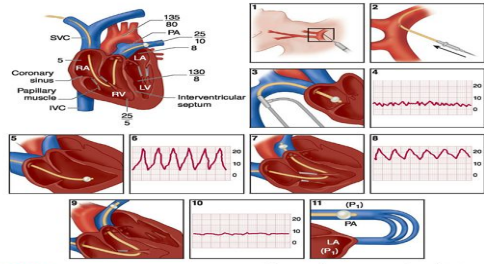 135
80
PA
25
10
8
SVC
5
RA
LA
Coronary
sinus
Papillary
muscle
IVC
RV
LV
130
8
Interventricular
septum
25
5
1
2
3
4
20
10
0
5
6
20
10
0
7
8
20
10
0
9
10
20
10
0
11
(P₁)
PA
LA
(P₁)